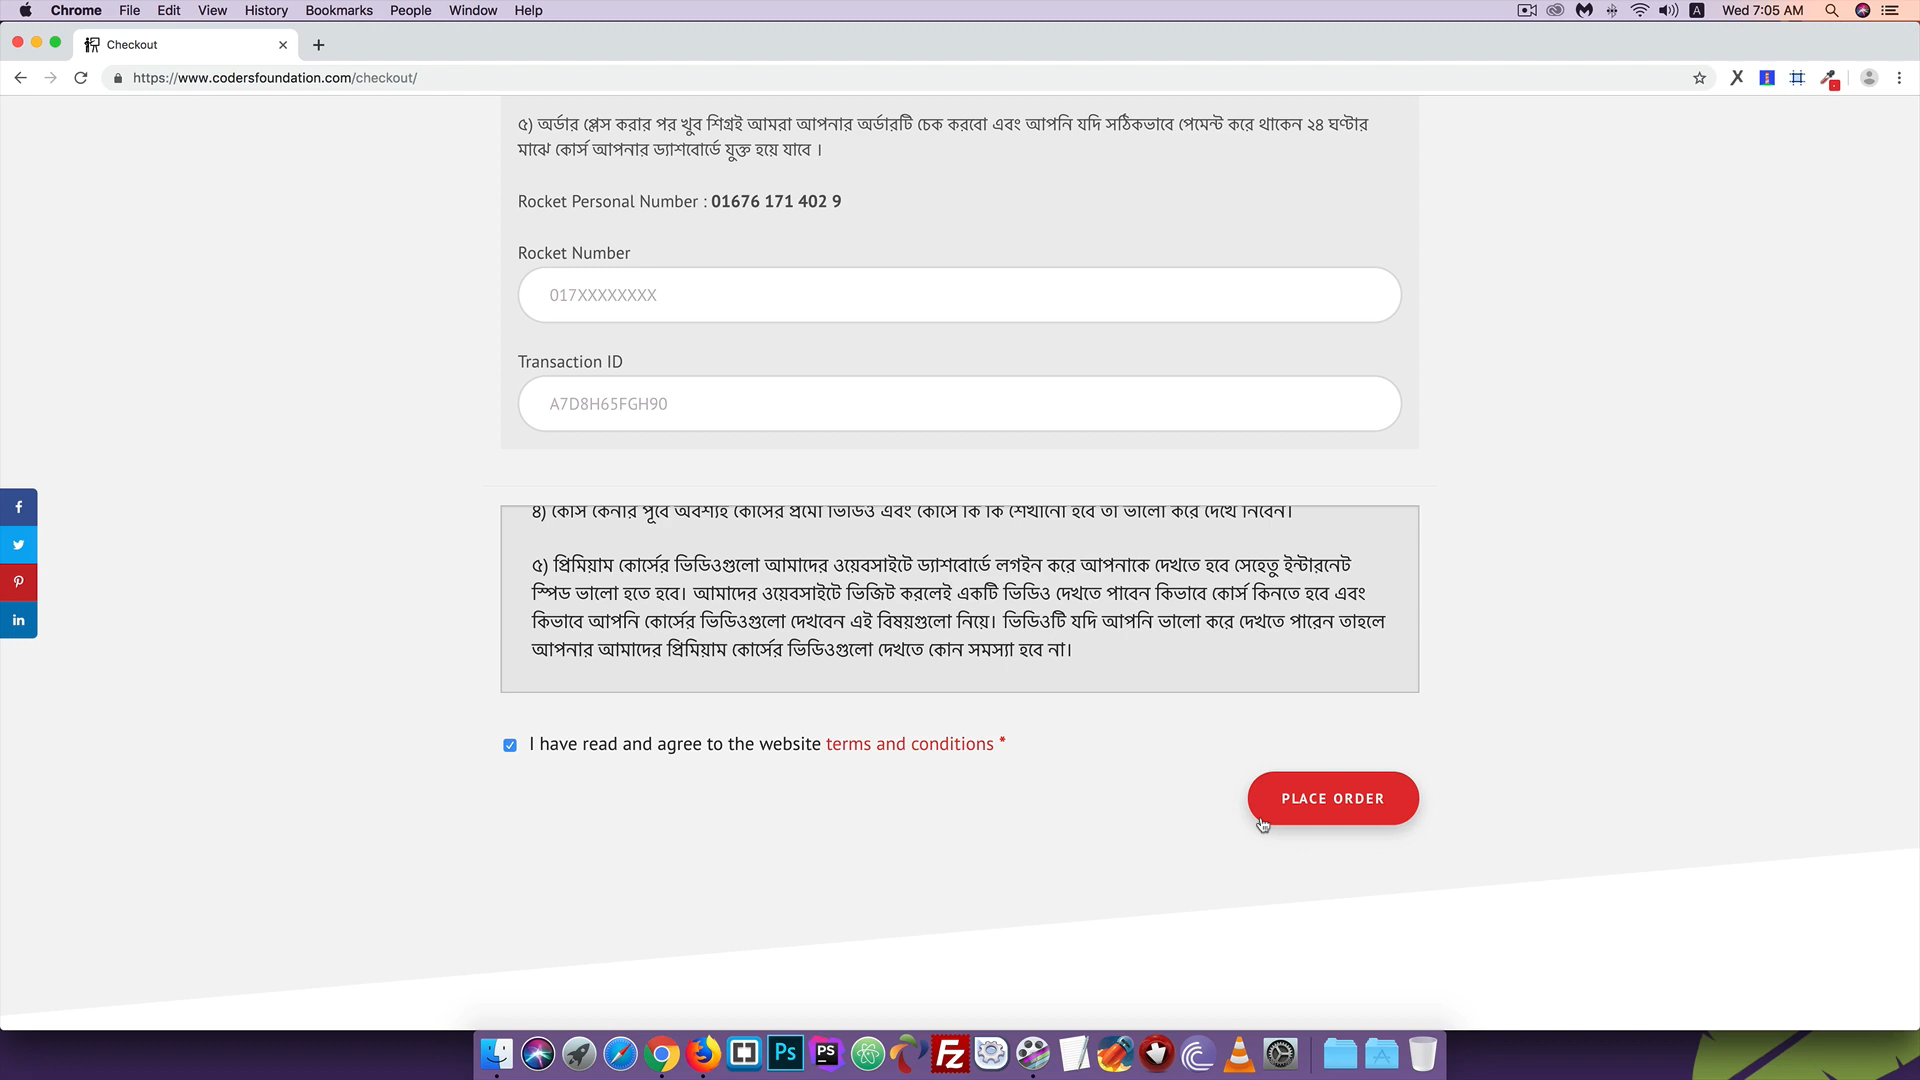 Chrome File Edit View History Bookmarks People Window Help
A Wed 7:05 AM
Checkout
https://www.codersfoundation.com/checkout/
৫) অর্ডার প্লেস করার পর খুব শিগ্রই আমরা আপনার অর্ডারটি চেক করবো এবং আপনি যদি সঠিকভাবে পেমেন্ট করে থাকেন ২৪ ঘণ্টার
মাঝে কোর্স আপনার ড্যাশবোর্ডে যুক্ত হয়ে যাবে ।
Rocket Personal Number : 01676 171 402 9
Rocket Number
017XXXXXXXX
Transaction ID
A7D8H65FGH90
৪) কোর্স কেনার পূর্বে অবশ্যই কোর্সের প্রমো ভিডিও এবং কোর্সে কি কি শেখানো হবে তা ভালো করে দেখে নিবেন।
৫) প্রিমিয়াম কোর্সের ভিডিওগুলো আমাদের ওয়েবসাইটে ড্যাশবোর্ডে লগইন করে আপনাকে দেখতে হবে সেহেতু ইন্টারনেট
স্পিড ভালো হতে হবে। আমাদের ওয়েবসাইটে ভিজিট করলেই একটি ভিডিও দেখতে পাবেন কিভাবে কোর্স কিনতে হবে এবং
কিভাবে আপনি কোর্সের ভিডিওগুলো দেখবেন এই বিষয়গুলো নিয়ে। ভিডিওটি যদি আপনি ভালো করে দেখতে পারেন তাহলে
আপনার আমাদের প্রিমিয়াম কোর্সের ভিডিওগুলো দেখতে কোন সমস্যা হবে না।
I have read and agree to the website terms and conditions *
PLACE ORDER
Ps PS Fz